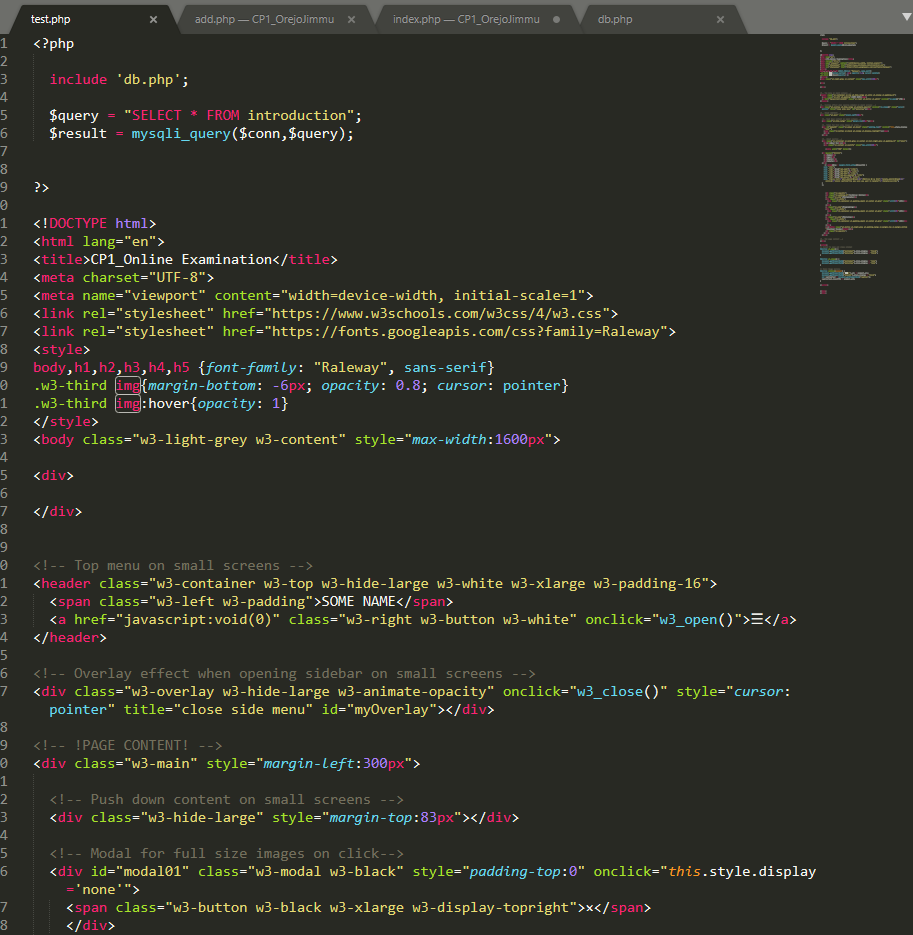 test.php × add.php — CP1_OrejoJimmu × index.php — CP1_OrejoJimmu ● db.php ×
1 <?php
2
3 include 'db.php';
4
5 $query = "SELECT * FROM introduction";
6 $result = mysqli_query($conn,$query);
7
8
9 ?>
0
1 <!DOCTYPE html>
2 <html lang="en">
3 <title>CP1_Online Examination</title>
4 <meta charset="UTF-8">
5 <meta name="viewport" content="width=device-width, initial-scale=1">
6 <link rel="stylesheet" href="https://www.w3schools.com/w3css/4/w3.css">
7 <link rel="stylesheet" href="https://fonts.googleapis.com/css?family=Raleway">
8 <style>
9 body,h1,h2,h3,h4,h5 {font-family: "Raleway", sans-serif}
0 .w3-third img{margin-bottom: -6px; opacity: 0.8; cursor: pointer}
1 .w3-third img:hover{opacity: 1}
2 </style>
3 <body class="w3-light-grey w3-content" style="max-width:1600px">
4
5 <div>
6
7 </div>
8
9
0 <!-- Top menu on small screens -->
1 <header class="w3-container w3-top w3-hide-large w3-white w3-xlarge w3-padding-16">
2 <span class="w3-left w3-padding">SOME NAME</span>
3 <a href="javascript:void(0)" class="w3-right w3-button w3-white" onclick="w3_open()">☰</a>
4 </header>
5
6 <!-- Overlay effect when opening sidebar on small screens -->
7 <div class="w3-overlay w3-hide-large w3-animate-opacity" onclick="w3_close()" style="cursor:
pointer" title="close side menu" id="myOverlay"></div>
8
9 <!-- !PAGE CONTENT! -->
0 <div class="w3-main" style="margin-left:300px">
1
2 <!-- Push down content on small screens -->
3 <div class="w3-hide-large" style="margin-top:83px"></div>
4
5 <!-- Modal for full size images on click-->
6 <div id="modal01" class="w3-modal w3-black" style="padding-top:0" onclick="this.style.display
='none'">
7 <span class="w3-button w3-black w3-xlarge w3-display-topright">×</span>
8 </div>